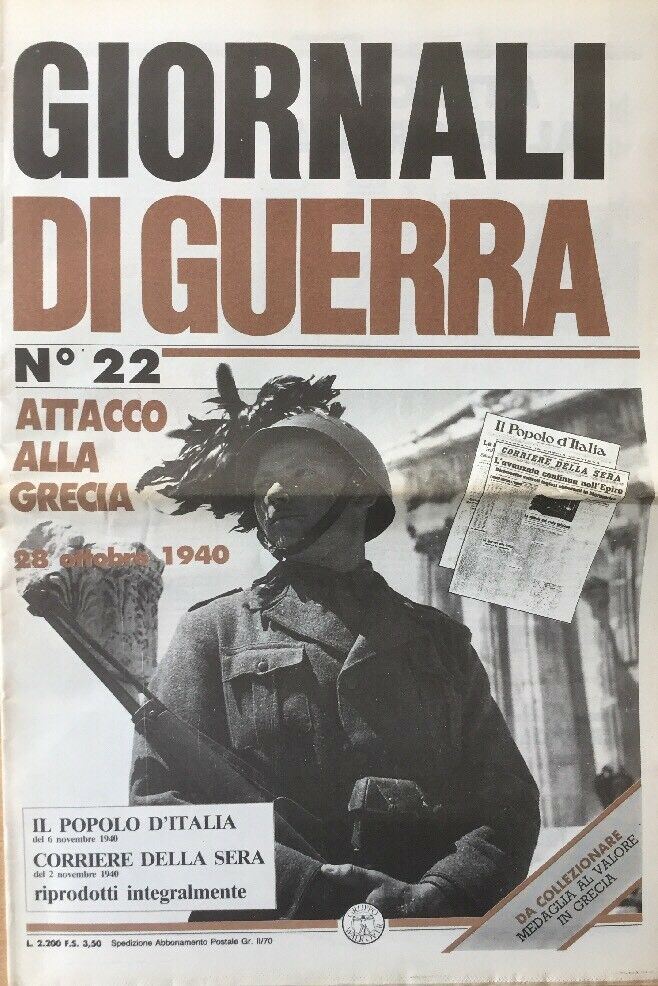 GIORNALI
DI GUERRA
N° 22
ATTACCO
ALLA
GRECIA
28 ottobre 1940
Il Popolo d'Italia
CORRIERE DELLA SERA
L'avanzata continua nell'Epiro
IL POPOLO D'ITALIA
del 6 novembre 1940
CORRIERE DELLA SERA
del 2 novembre 1940
riprodotti integralmente
DA COLLEZIONARE
MEDAGLIA AL VALORE
IN GRECIA
GRUPPO
L. 2.200 F.S. 3,50 Spedizione Abbonamento Postale Gr. II/70